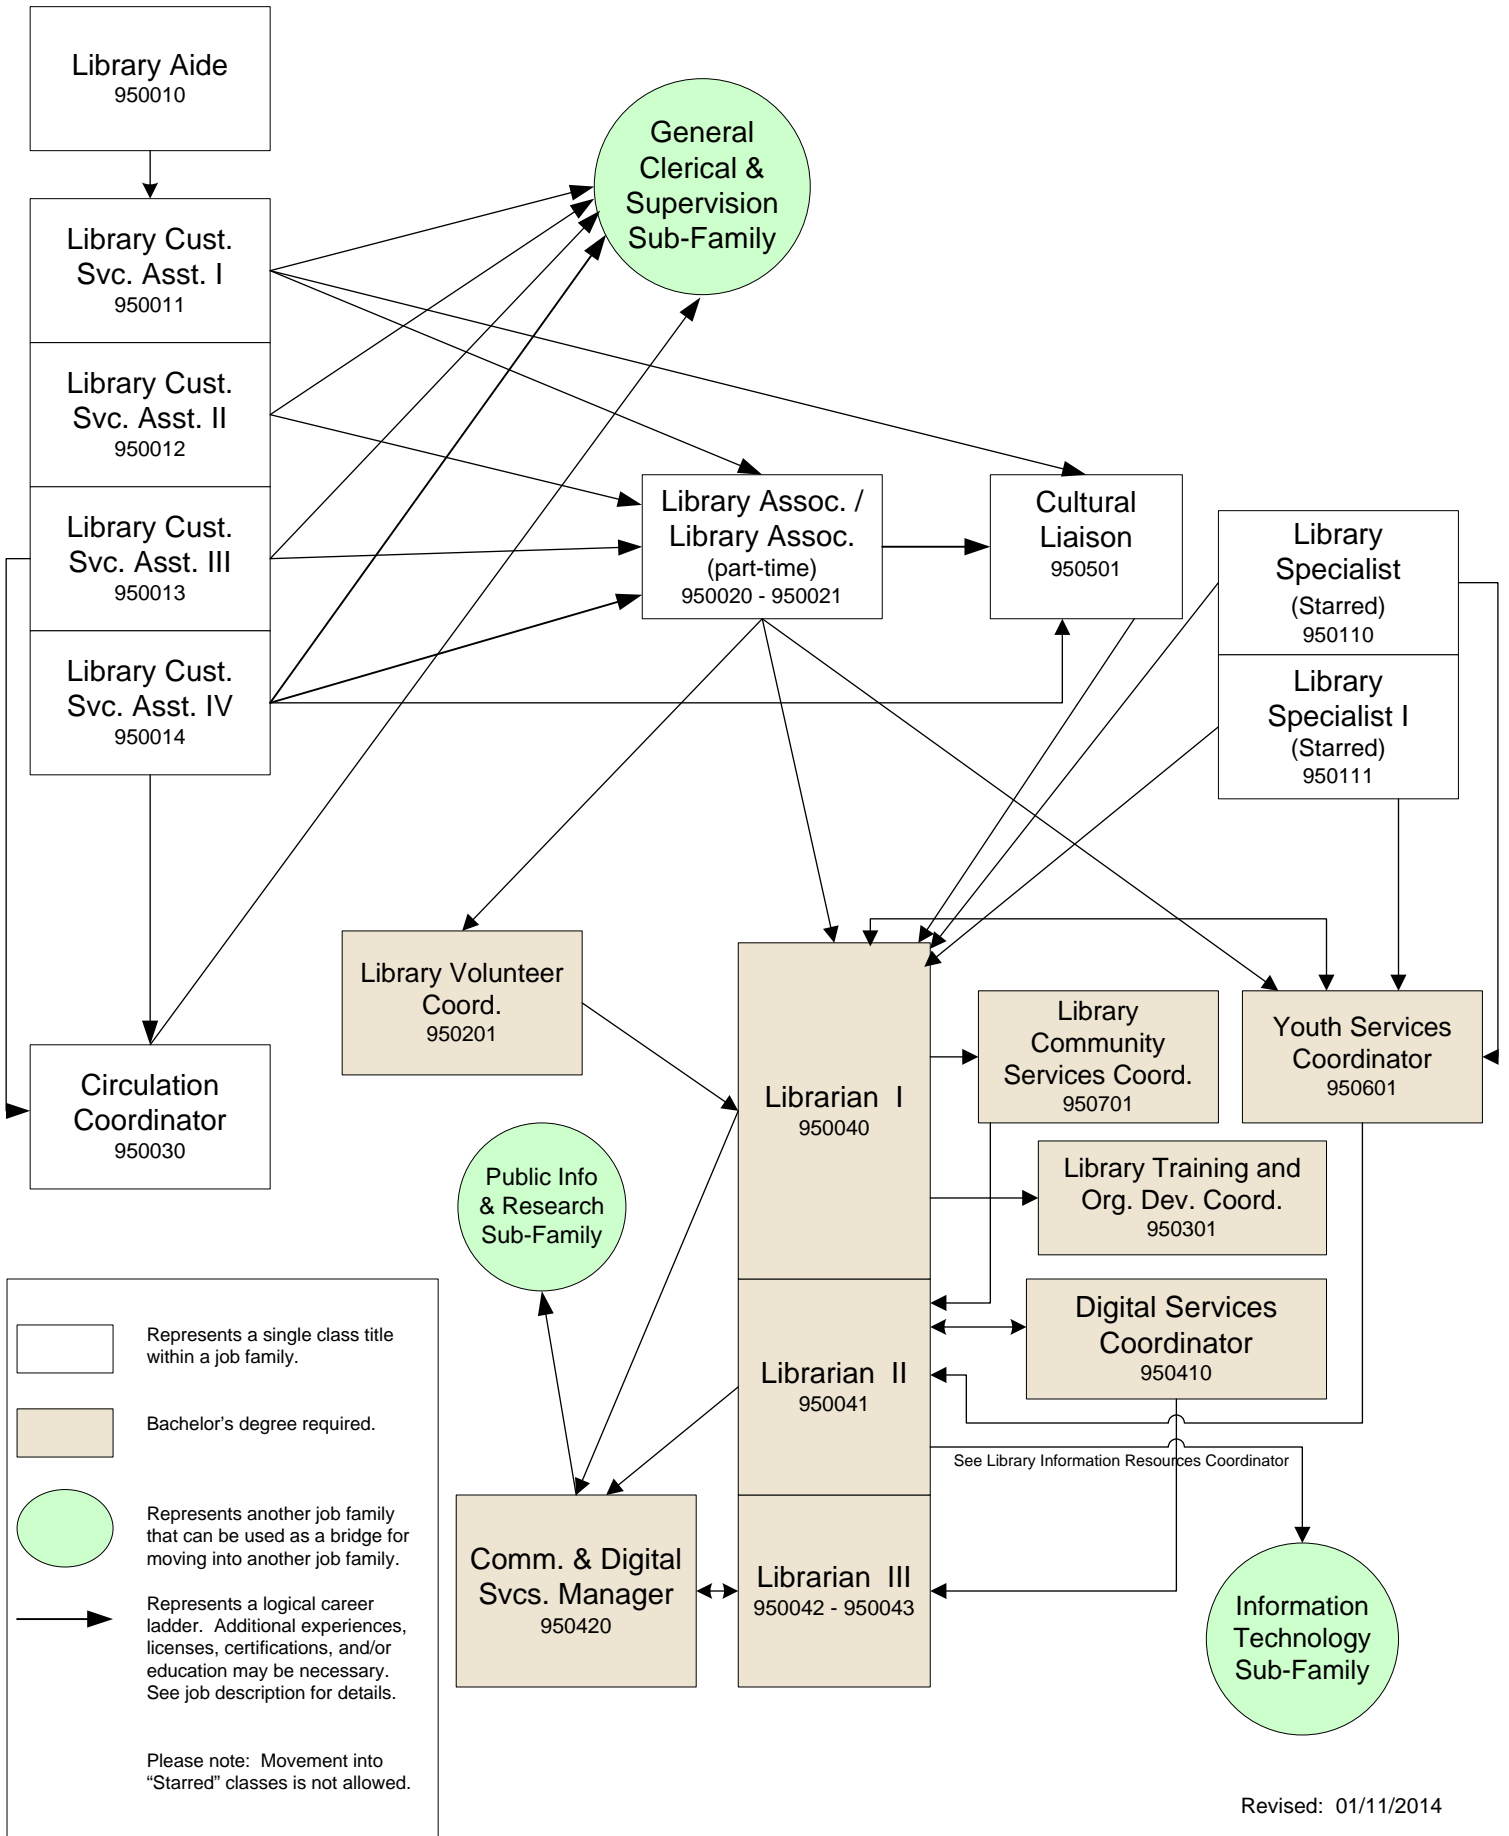 Library Aide
950010
General
Clerical &
Supervision
Sub-Family
Library Cust.
Svc. Asst. I
950011
Library Cust.
Svc. Asst. II
950012
Library Cust.
Svc. Asst. III
950013
Library Cust.
Svc. Asst. IV
950014
Library Assoc. /
Library Assoc.
(part-time)
950020 - 950021
Cultural
Liaison
950501
Library
Specialist
(Starred)
950110
Library
Specialist I
(Starred)
950111
Library Volunteer
Coord.
950201
Circulation
Coordinator
950030
Librarian I
950040
Library
Community
Services Coord.
950701
Youth Services
Coordinator
950601
Public Info
& Research
Sub-Family
Library Training and
Org. Dev. Coord.
950301
Librarian II
950041
Digital Services
Coordinator
950410
See Library Information Resources Coordinator
Comm. & Digital
Svcs. Manager
950420
Librarian III
950042 - 950043
Information
Technology
Sub-Family
Represents a single class title
within a job family.
Bachelor’s degree required.
Represents another job family
that can be used as a bridge for
moving into another job family.
Represents a logical career
ladder. Additional experiences,
licenses, certifications, and/or
education may be necessary.
See job description for details.
Please note: Movement into
“Starred” classes is not allowed.
Revised: 01/11/2014